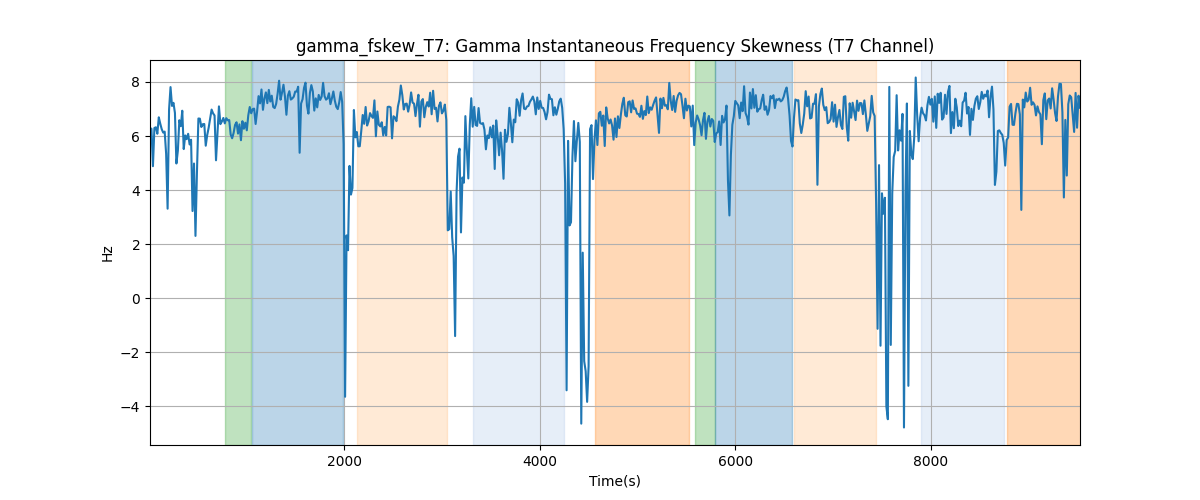 gamma_fskew_T7: Gamma Instantaneous Frequency Skewness (T7 Channel)
8
6
4
2
0
−2
−4
Hz
2000 4000 6000 8000
Time(s)